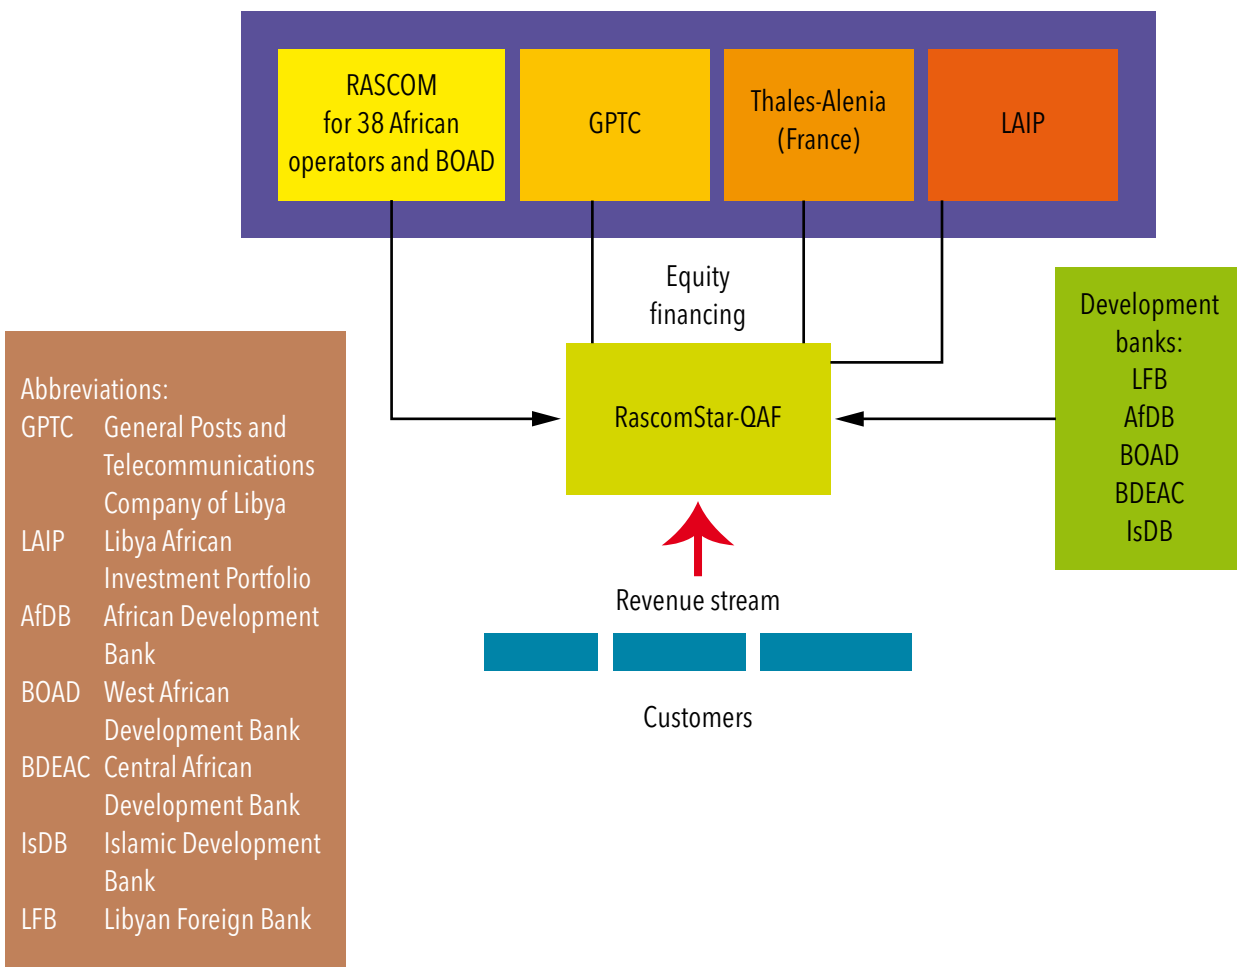 RASCOM
for 38 African
operators and BOAD
GPTC
Thales-Alenia
(France)
LAIP
Equity
financing
RascomStar-QAF
Development
banks:
LFB
AfDB
BOAD
BDEAC
IsDB
Revenue stream
Customers
Abbreviations:
GPTC General Posts and
Telecommunications
Company of Libya
LAIP Libya African
Investment Portfolio
AfDB African Development
Bank
BOAD West African
Development Bank
BDEAC Central African
Development Bank
IsDB Islamic Development
Bank
LFB Libyan Foreign Bank